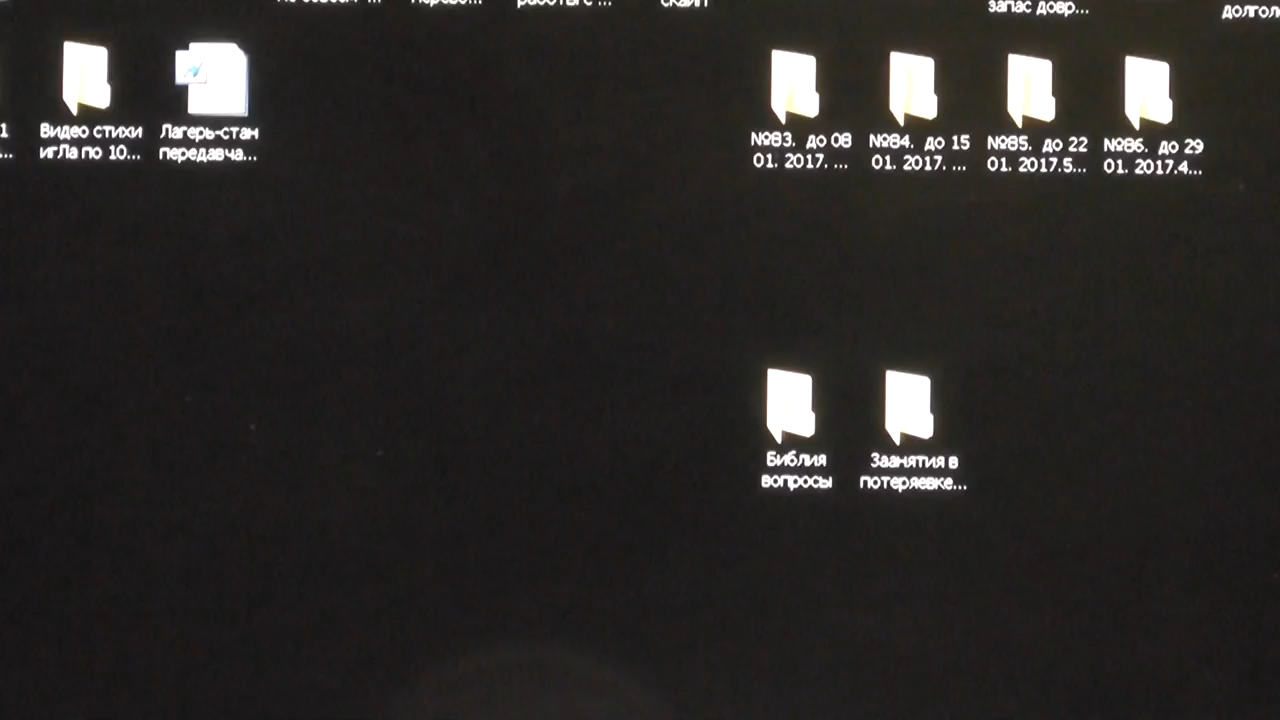 скайп
запас довр...
1
...
Видео стихи
игЛа по 10...
Лагерь-стан
передавча...
№83. до 08
01. 2017. ...
№84. до 15
01. 2017. ...
№85. до 22
01. 2017.5...
№86. до 29
01. 2017.4...
Библия
вопросы
Заанятия в
потеряевке...